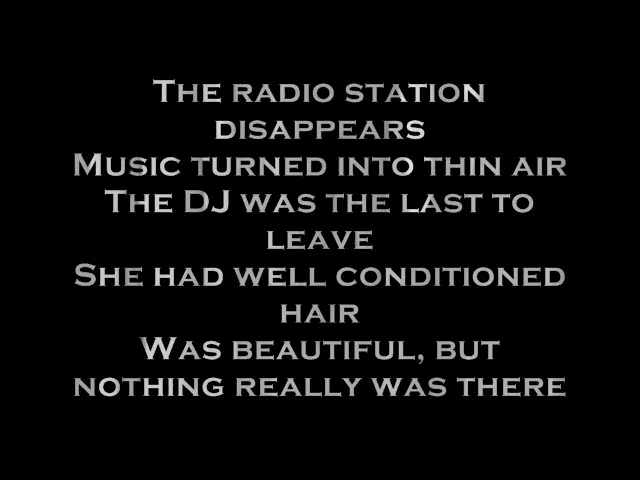 The radio station
disappears
Music turned into thin air
The DJ was the last to
leave
She had well conditioned
hair
Was beautiful, but
nothing really was there